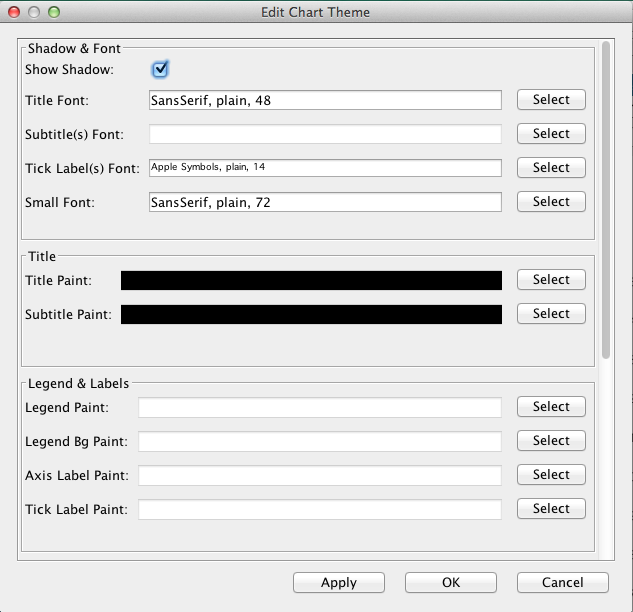 Edit Chart Theme
Shadow & Font
Show Shadow:
Title Font: SansSerif, plain, 48 Select
Subtitle(s) Font: Select
Tick Label(s) Font: Apple Symbols, plain, 14 Select
Small Font: SansSerif, plain, 72 Select
Title
Title Paint: Select
Subtitle Paint: Select
Legend & Labels
Legend Paint: Select
Legend Bg Paint: Select
Axis Label Paint: Select
Tick Label Paint: Select
Apply OK Cancel